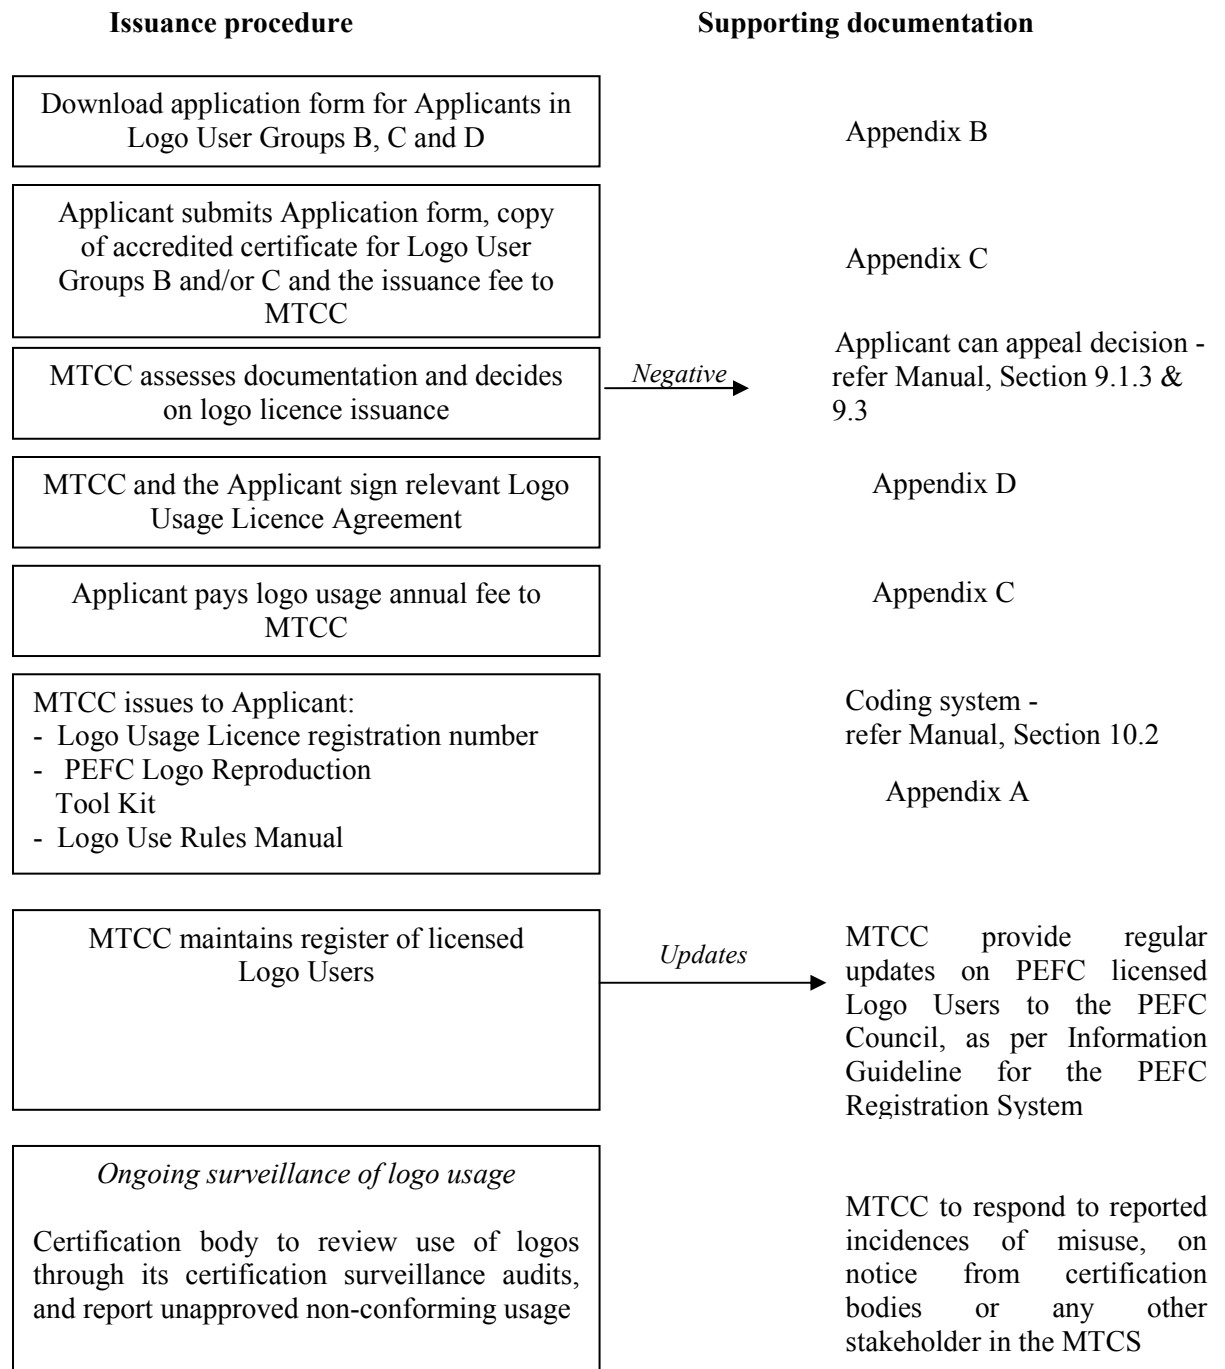 Issuance procedure
Supporting documentation
Download application form for Applicants in
Logo User Groups B, C and D
Appendix B
Applicant submits Application form, copy
of accredited certificate for Logo User
Groups B and/or C and the issuance fee to
MTCC
Appendix C
MTCC assesses documentation and decides
on logo licence issuance
Negative
Applicant can appeal decision -
refer Manual, Section 9.1.3 &
9.3
MTCC and the Applicant sign relevant Logo
Usage Licence Agreement
Appendix D
Applicant pays logo usage annual fee to
MTCC
Appendix C
MTCC issues to Applicant:
- Logo Usage Licence registration number
- PEFC Logo Reproduction
Tool Kit
- Logo Use Rules Manual
Coding system -
refer Manual, Section 10.2
Appendix A
MTCC maintains register of licensed
Logo Users
Updates
MTCC provide regular
updates on PEFC licensed
Logo Users to the PEFC
Council, as per Information
Guideline for the PEFC
Registration System
Ongoing surveillance of logo usage
Certification body to review use of logos
through its certification surveillance audits,
and report unapproved non-conforming usage
MTCC to respond to reported
incidences of misuse, on
notice from certification
bodies or any other
stakeholder in the MTCS